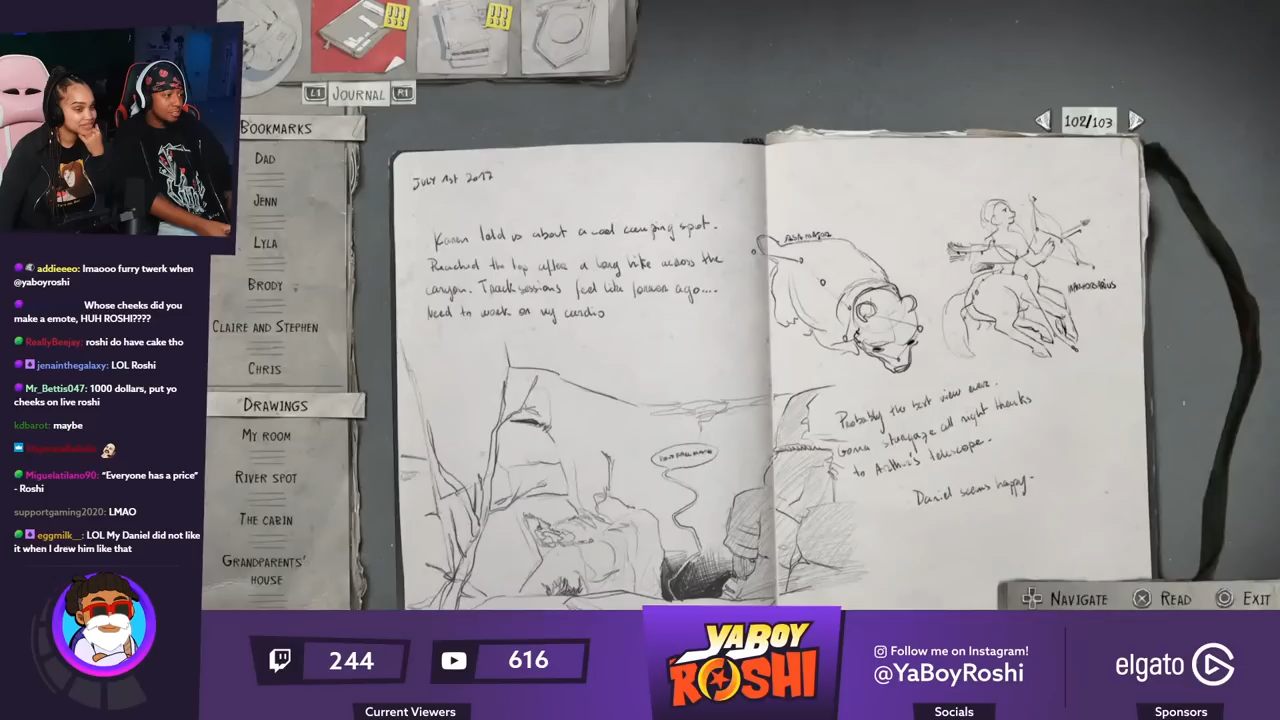 L1 JOURNAL R1
102/103
BOOKMARKS
DAD
JENN
LYLA
BRODY
CLAIRE AND STEPHEN
CHRIS
DRAWINGS
MY ROOM
RIVER SPOT
THE CABIN
GRANDPARENTS'
HOUSE
JULY 1st 2017
Karen told us about a cool camping spot.
Reached the top after a long hike across the
canyon. Track sessions feel like forever ago....
Need to work on my cardio
Probably the best view ever.
Gonna stargaze all night thanks
to Arthur's telescope.
Daniel seems happy.
NAVIGATE READ EXIT
addieeeo: lmaooo furry twerk when
@yaboyroshi
Whose cheeks did you
make a emote, HUH ROSHI????
ReallyBeejay: roshi do have cake tho
jenainthegalaxy: LOL Roshi
Mr_Bettis047: 1000 dollars, put yo
cheeks on live roshi
kdbarot: maybe
Miguelatilano90: “Everyone has a price”
- Roshi
supportgaming2020: LMAO
eggmilk__: LOL My Daniel did not like
it when I drew him like that
244
616
Current Viewers
YABOY
ROSHI
Follow me on Instagram!
@YaBoyRoshi
Socials
elgato
Sponsors